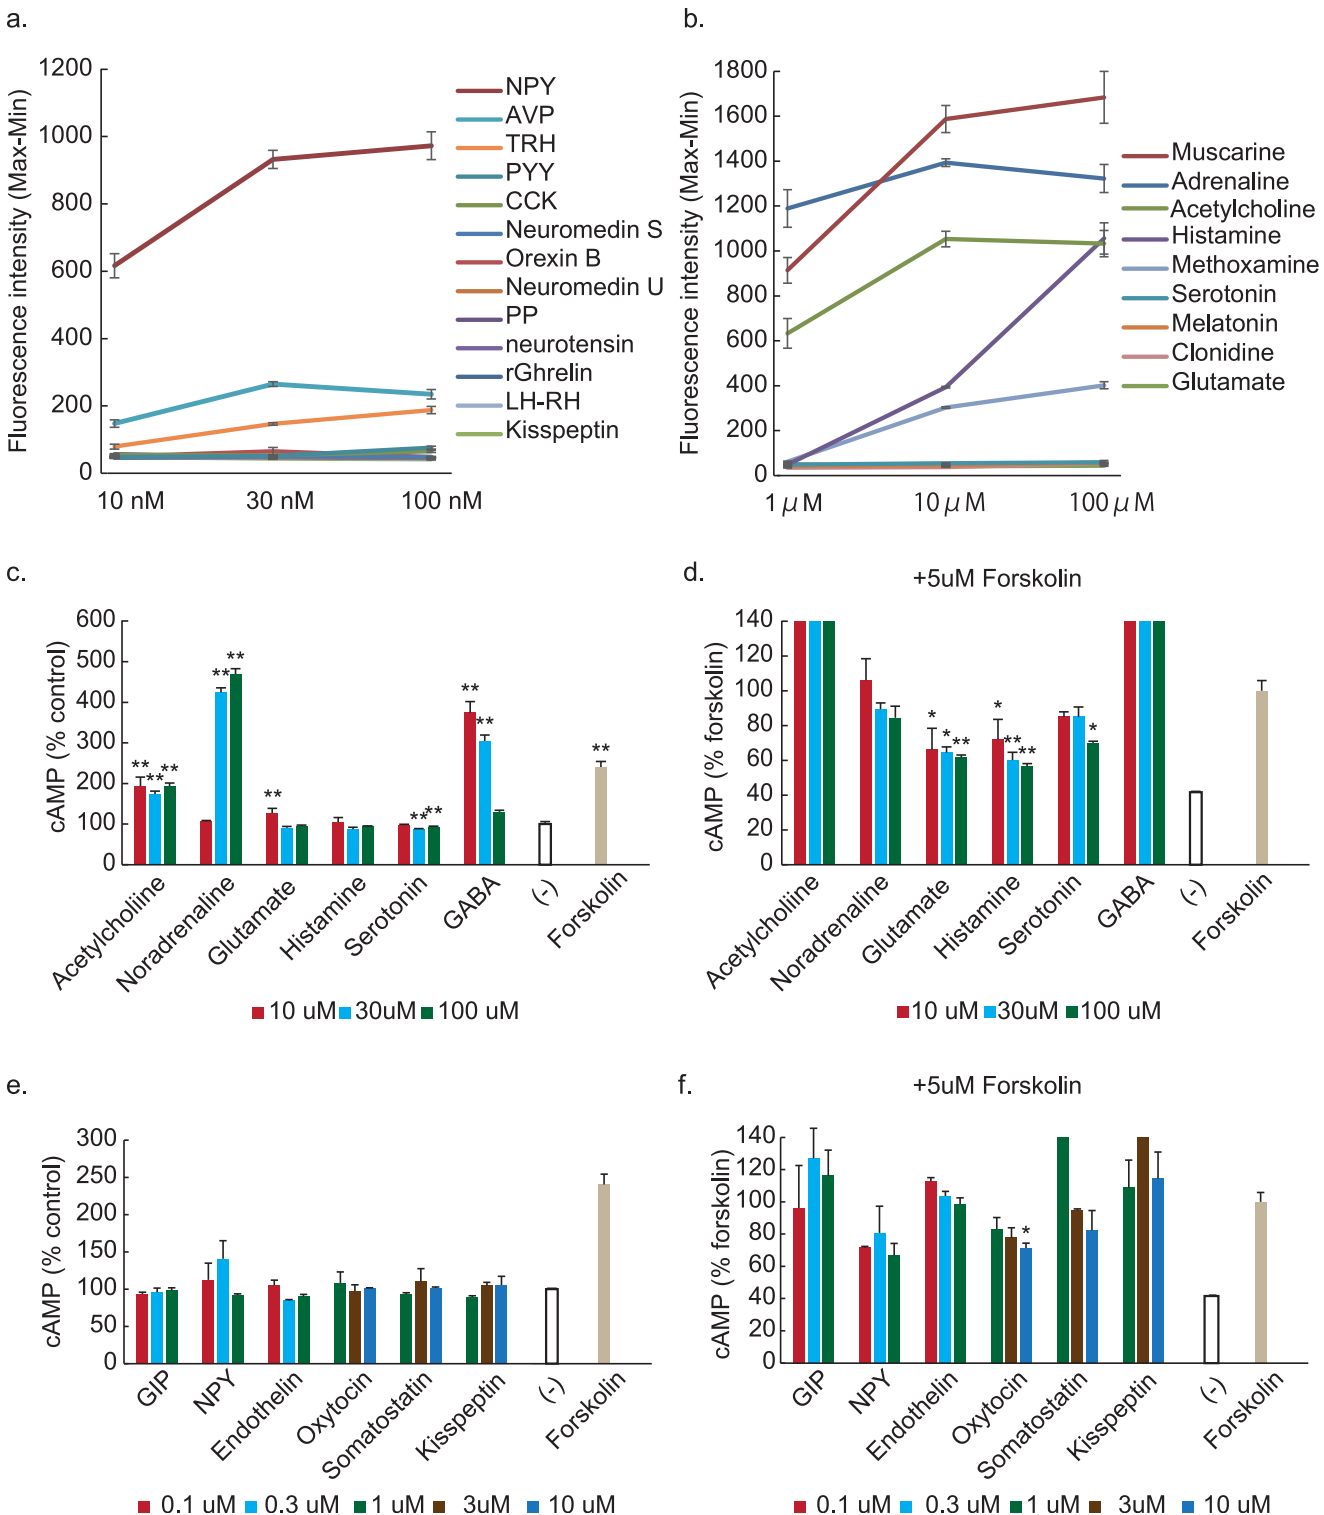 a.
Fluorescence intensity (Max-Min)
1200
1000
800
600
400
200
0
10 nM 30 nM 100 nM
NPY
AVP
TRH
PYY
CCK
Neuromedin S
Orexin B
Neuromedin U
PP
neurotensin
rGhrelin
LH-RH
Kisspeptin
b.
Fluorescence intensity (Max-Min)
1800
1600
1400
1200
1000
800
600
400
200
0
1 μM 10 μM 100 μM
Muscarine
Adrenaline
Acetylcholine
Histamine
Methoxamine
Serotonin
Melatonin
Clonidine
Glutamate
c.
cAMP (% control)
600
500
400
300
200
100
0
** ** **
** **
**
** **
** **
**
Acetylcholiine
Noradrenaline
Glutamate
Histamine
Serotonin
GABA
(-)
Forskolin
10 uM 30uM 100 uM
d.
+5uM Forskolin
cAMP (% forskolin)
140
120
100
80
60
40
20
0
* * **
* ** **
*
Acetylcholiine
Noradrenaline
Glutamate
Histamine
Serotonin
GABA
(-)
Forskolin
10 uM 30uM 100 uM
e.
cAMP (% control)
300
250
200
150
100
50
0
GIP
NPY
Endothelin
Oxytocin
Somatostatin
Kisspeptin
(-)
Forskolin
0.1 uM 0.3 uM 1 uM 3uM 10 uM
f.
+5uM Forskolin
cAMP (% forskolin)
140
120
100
80
60
40
20
0
*
GIP
NPY
Endothelin
Oxytocin
Somatostatin
Kisspeptin
(-)
Forskolin
0.1 uM 0.3 uM 1 uM 3uM 10 uM